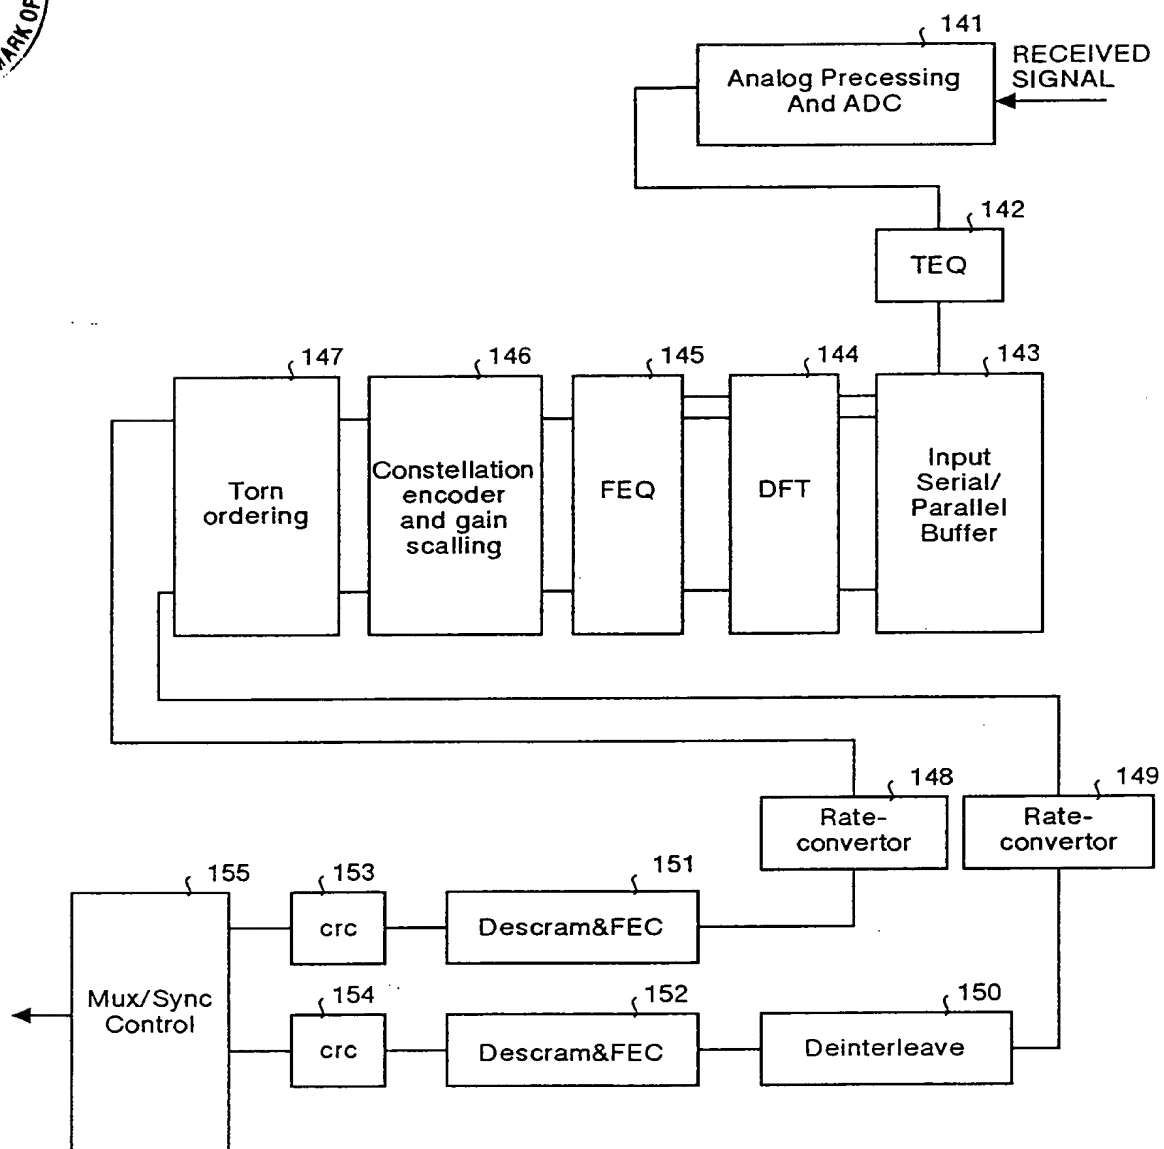 MARK OF
141
Analog Precessing
And ADC
RECEIVED
SIGNAL
142
TEQ
147
146
145
144
143
Torn
ordering
Constellation
encoder
and gain
scalling
FEQ
DFT
Input
Serial/
Parallel
Buffer
148
149
Rate-
convertor
Rate-
convertor
155
153
151
crc
Descram&FEC
Mux/Sync
Control
154
152
150
crc
Descram&FEC
Deinterleave